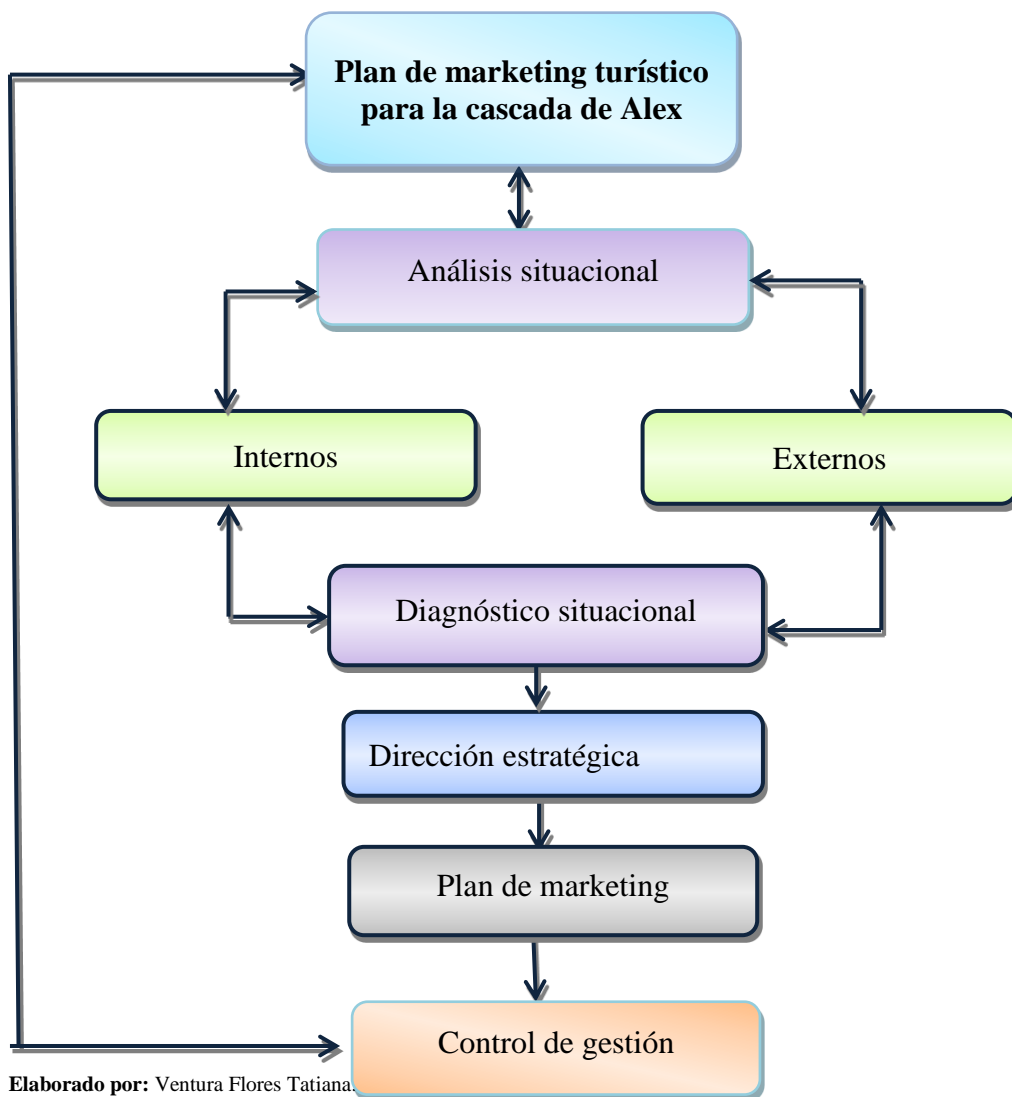 Plan de marketing turístico
para la cascada de Alex
Análisis situacional
Internos
Externos
Diagnóstico situacional
Dirección estratégica
Plan de marketing
Control de gestión
Elaborado por: Ventura Flores Tatiana.